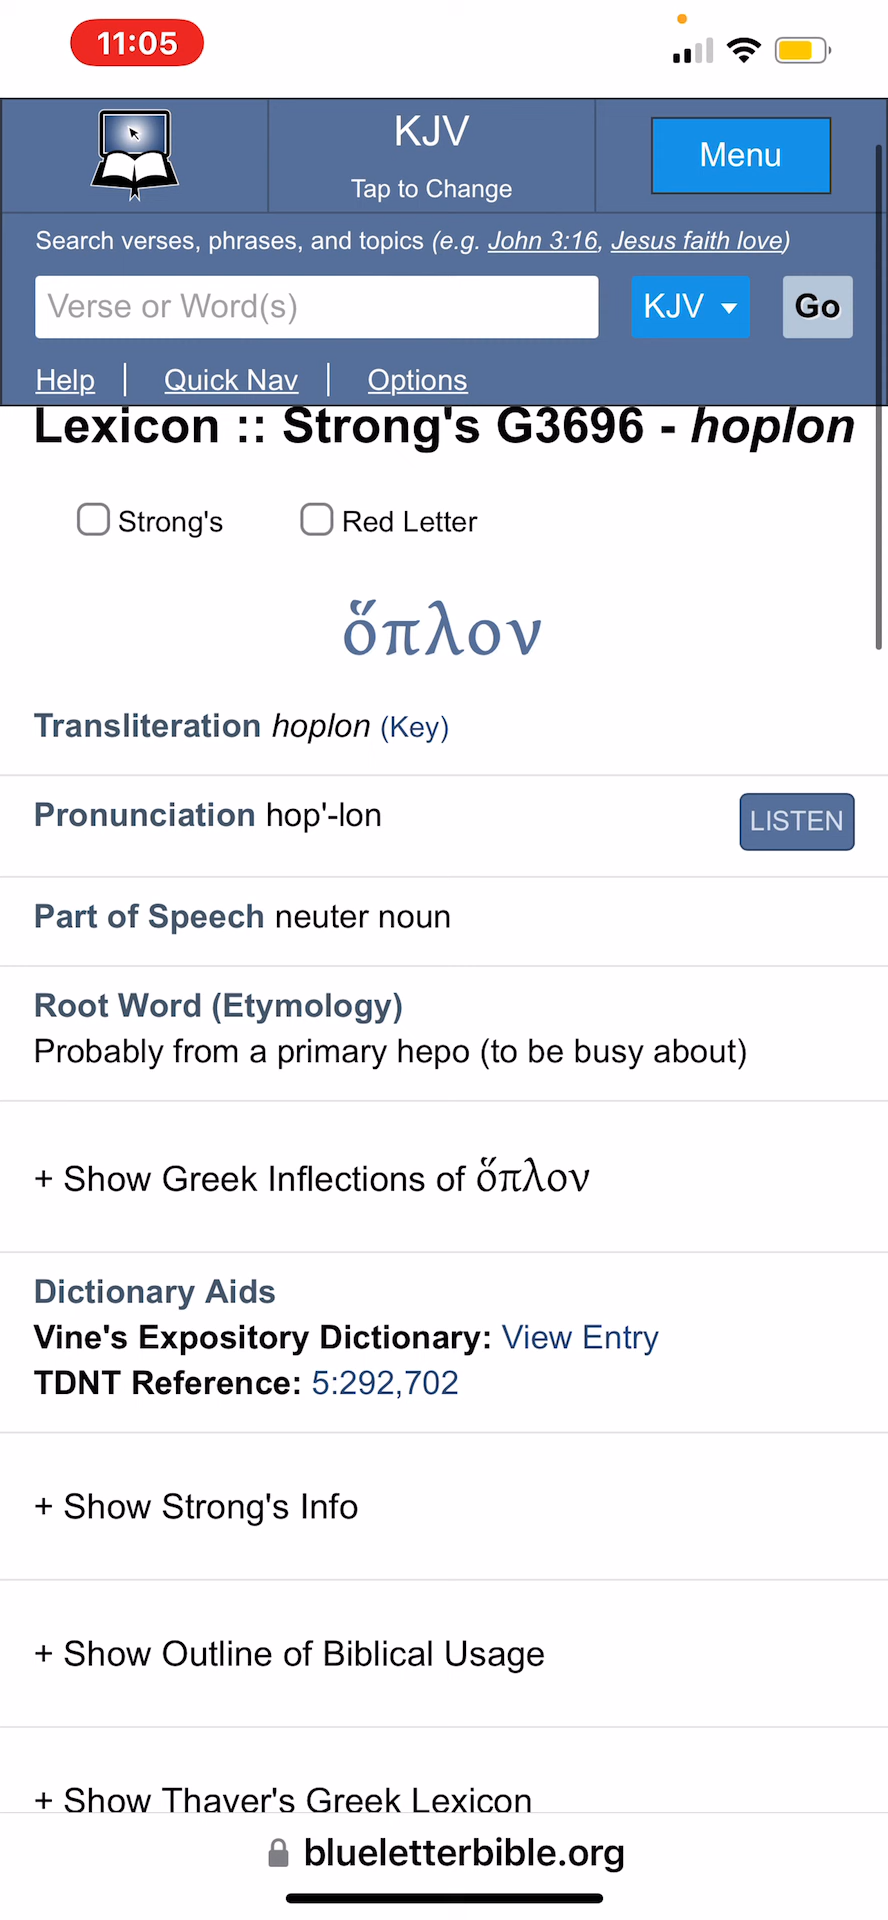 11:05
KJV
Tap to Change
Menu
Search verses, phrases, and topics (e.g. John 3:16, Jesus faith love)
Verse or Word(s)
KJV
Go
Help | Quick Nav | Options
Lexicon :: Strong's G3696 - hoplon
Strong's
Red Letter
ὅπλον
Transliteration hoplon (Key)
Pronunciation hop'-lon
LISTEN
Part of Speech neuter noun
Root Word (Etymology)
Probably from a primary hepo (to be busy about)
+ Show Greek Inflections of ὅπλον
Dictionary Aids
Vine's Expository Dictionary: View Entry
TDNT Reference: 5:292,702
+ Show Strong's Info
+ Show Outline of Biblical Usage
+ Show Thayer's Greek Lexicon
blueletterbible.org